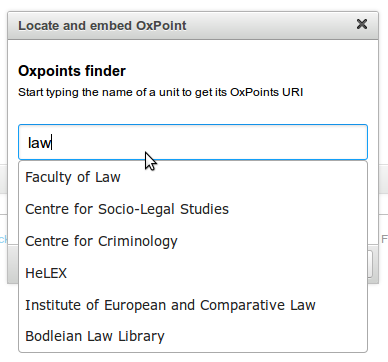 Locate and embed OxPoint
Oxpoints finder
Start typing the name of a unit to get its OxPoints URI
law
Faculty of Law
Centre for Socio-Legal Studies
Centre for Criminology
HeLEX
Institute of European and Comparative Law
Bodleian Law Library
F